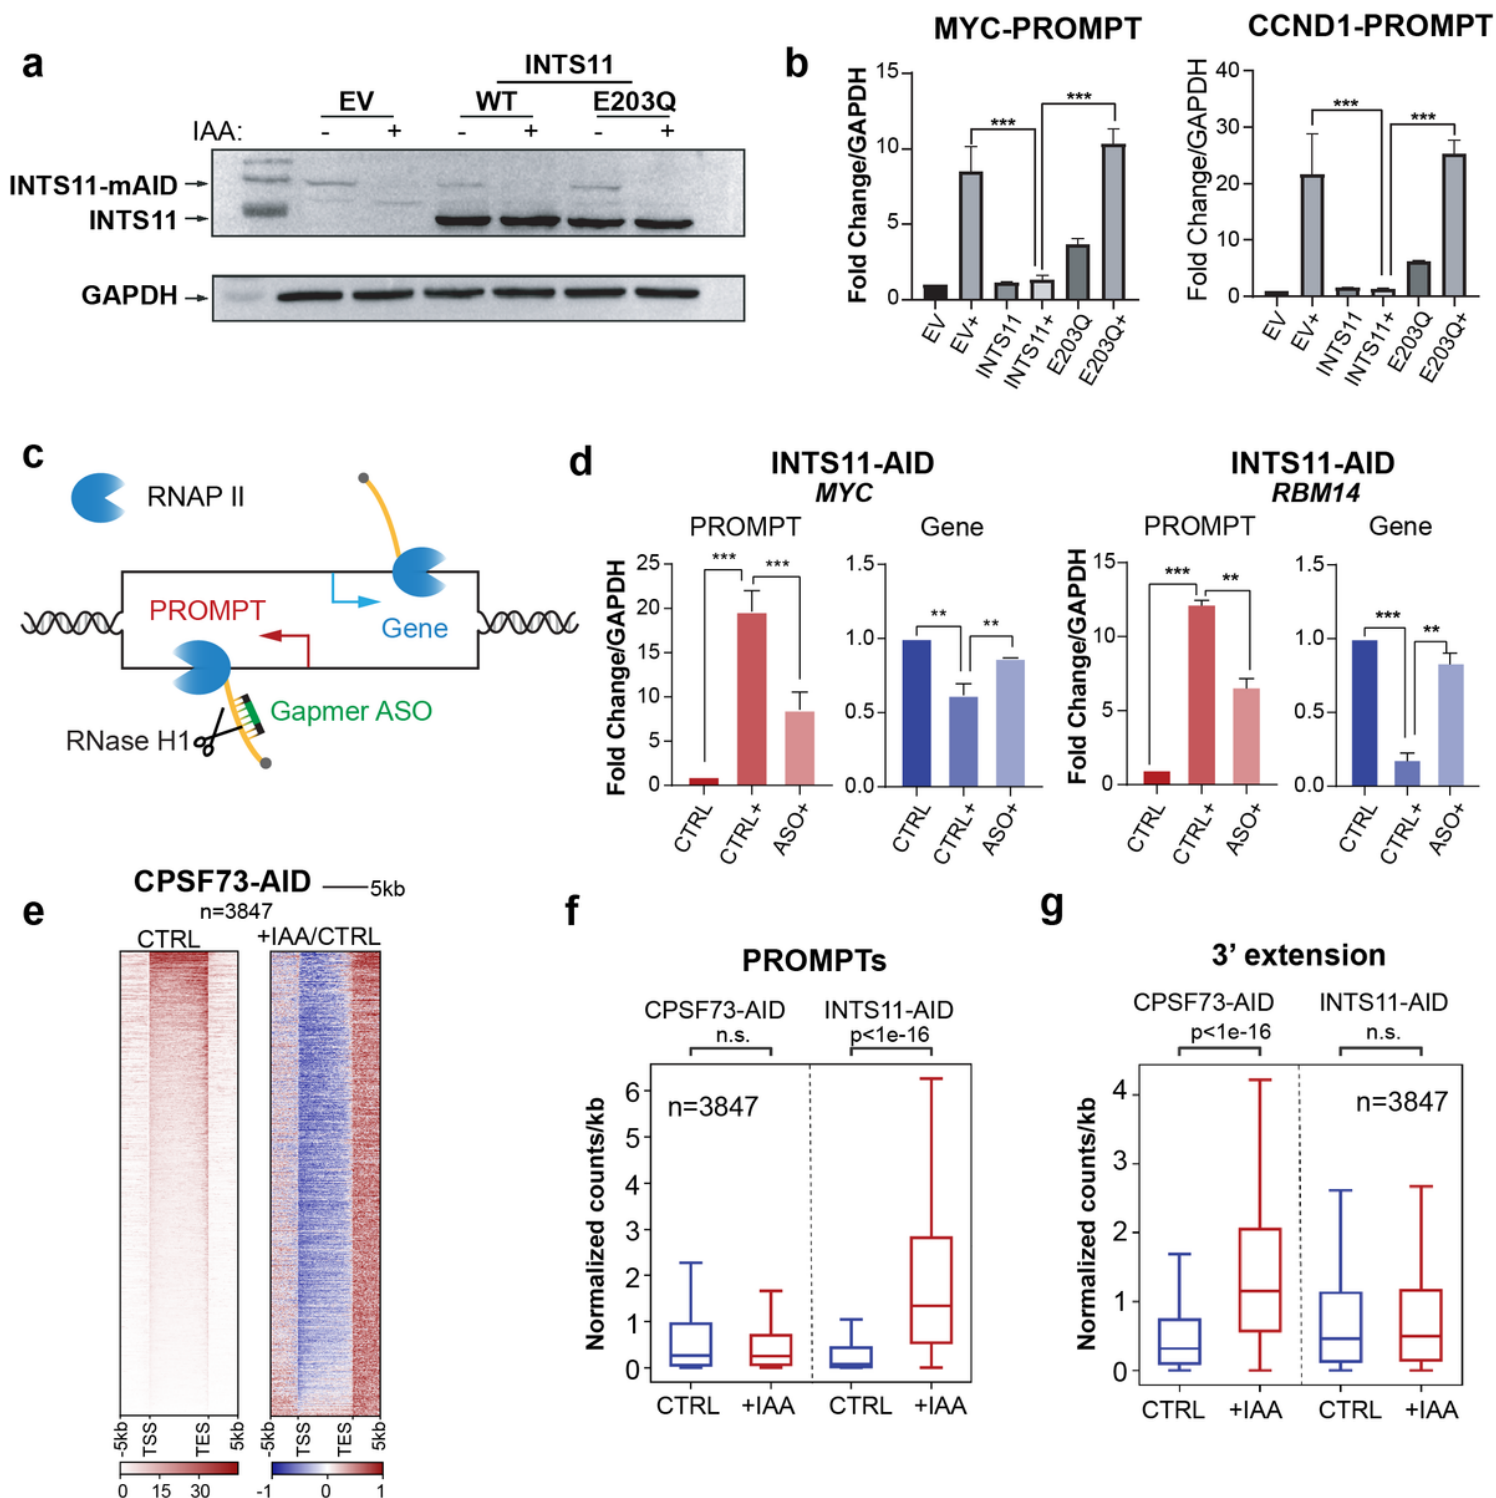 a
INTS11
EV WT E203Q
IAA: - + - + - +
INTS11-mAID
INTS11
GAPDH
b
MYC-PROMPT
Fold Change/GAPDH
15
10
5
0
*** ***
EV EV+ INTS11 INTS11+ E203Q E203Q+
CCND1-PROMPT
Fold Change/GAPDH
40
30
20
10
0
*** ***
EV EV+ INTS11 INTS11+ E203Q E203Q+
c
RNAP II
PROMPT
Gene
Gapmer ASO
RNase H1
d
INTS11-AID
MYC
PROMPT
Fold Change/GAPDH
25
20
15
10
5
0
*** ***
CTRL CTRL+ ASO+
Gene
1.5
1.0
0.5
0.0
** **
CTRL CTRL+ ASO+
INTS11-AID
RBM14
PROMPT
Fold Change/GAPDH
15
10
5
0
*** **
CTRL CTRL+ ASO+
Gene
1.5
1.0
0.5
0.0
*** **
CTRL CTRL+ ASO+
e
CPSF73-AID
5kb
n=3847
CTRL +IAA/CTRL
-5kb TSS TES 5kb
-5kb TSS TES 5kb
0 15 30
-1 0 1
f
PROMPTs
CPSF73-AID INTS11-AID
n.s. p<1e-16
n=3847
Normalized counts/kb
6
5
4
3
2
1
0
CTRL +IAA CTRL +IAA
g
3’ extension
CPSF73-AID INTS11-AID
p<1e-16 n.s.
n=3847
Normalized counts/kb
4
3
2
1
0
CTRL +IAA CTRL +IAA